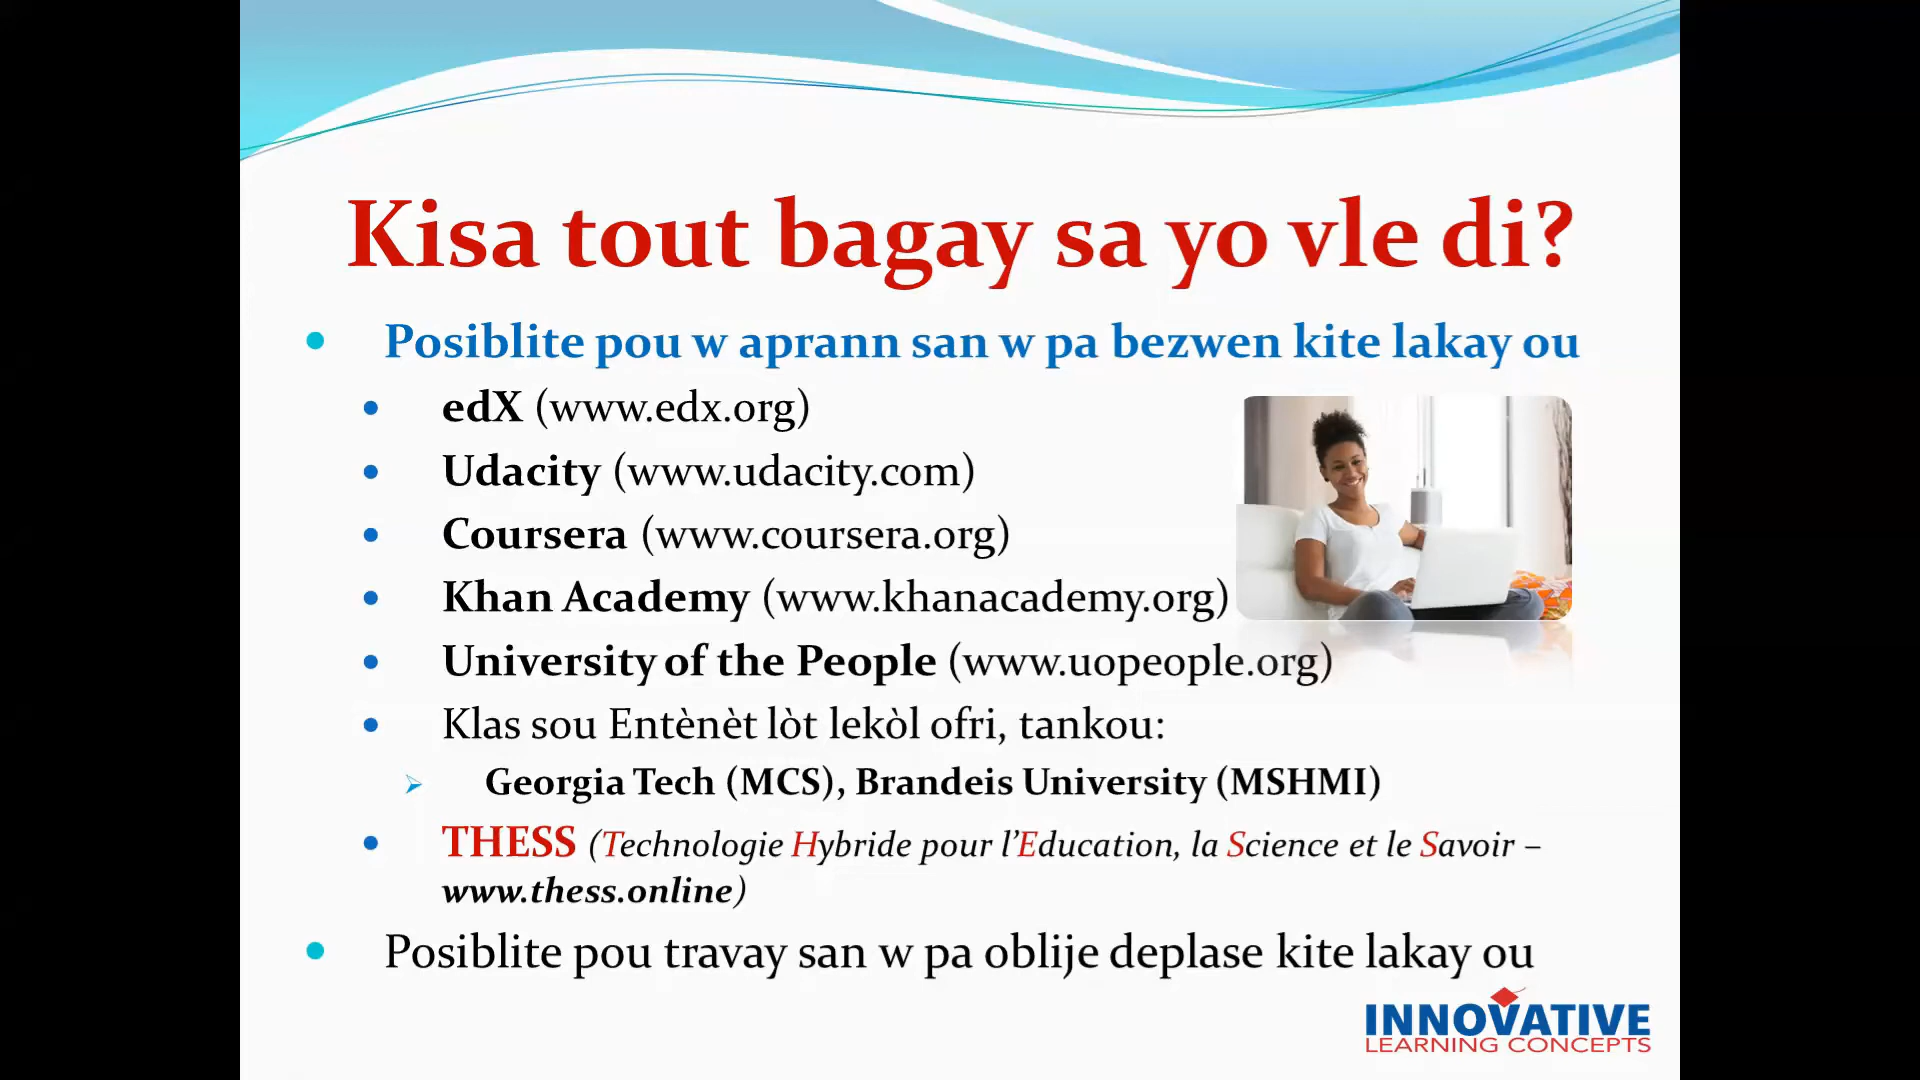 Kisa tout bagay sa yo vle di?
• Posiblite pou w aprann san w pa bezwen kite lakay ou
• edX (www.edx.org)
• Udacity (www.udacity.com)
• Coursera (www.coursera.org)
• Khan Academy (www.khanacademy.org)
• University of the People (www.uopeople.org)
• Klas sou Entènèt lòt lekòl ofri, tankou:
➢ Georgia Tech (MCS), Brandeis University (MSHMI)
• THESS (Technologie Hybride pour l’Education, la Science et le Savoir –
www.thess.online)
• Posiblite pou travay san w pa oblije deplase kite lakay ou
INNOVATIVE
LEARNING CONCEPTS